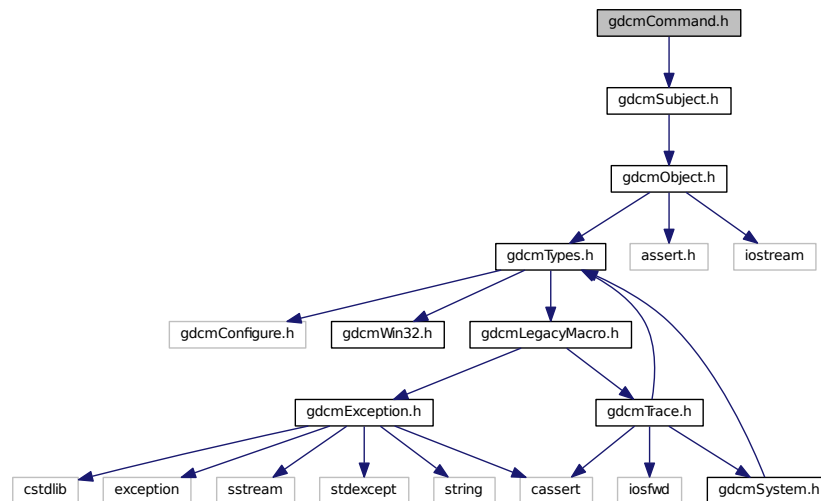 gdcmCommand.h
gdcmSubject.h
gdcmObject.h
gdcmTypes.h
assert.h
iostream
gdcmConfigure.h
gdcmWin32.h
gdcmLegacyMacro.h
gdcmException.h
gdcmTrace.h
cstdlib
exception
sstream
stdexcept
string
cassert
iosfwd
gdcmSystem.h